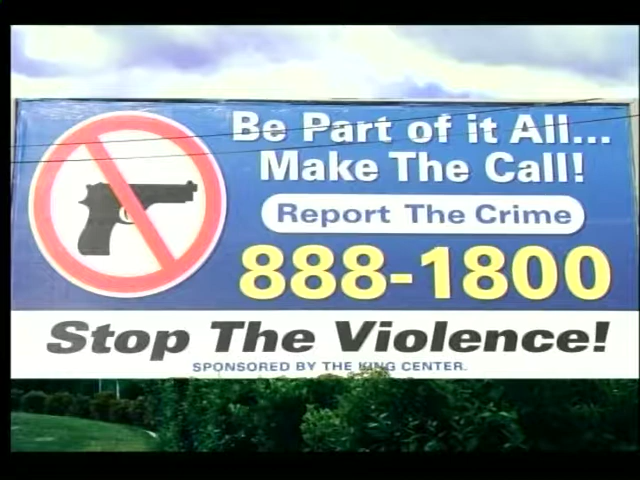 Be Part of it All...
Make The Call!
Report The Crime
888-1800
Stop The Violence!
SPONSORED BY THE KING CENTER.